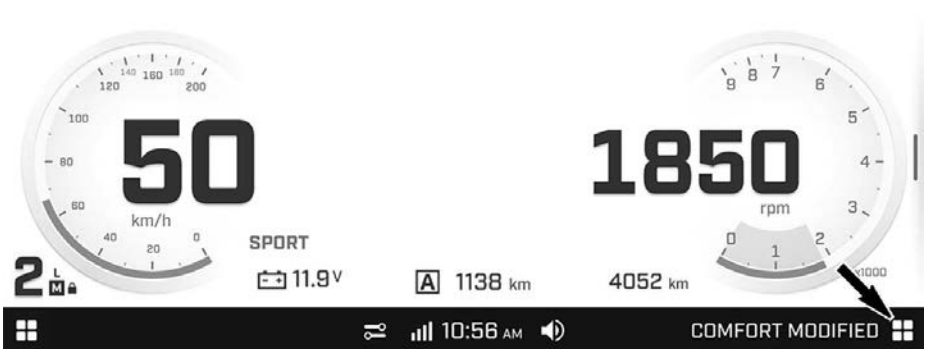 140 160 180
120 200
100
80
60
40 20 0
50
km/h
9 8 7 6
5
4
3
0 1 2
x1000
1850
rpm
2 L
M
SPORT
11.9 V
A 1138 km
4052 km
10:56 AM
COMFORT MODIFIED